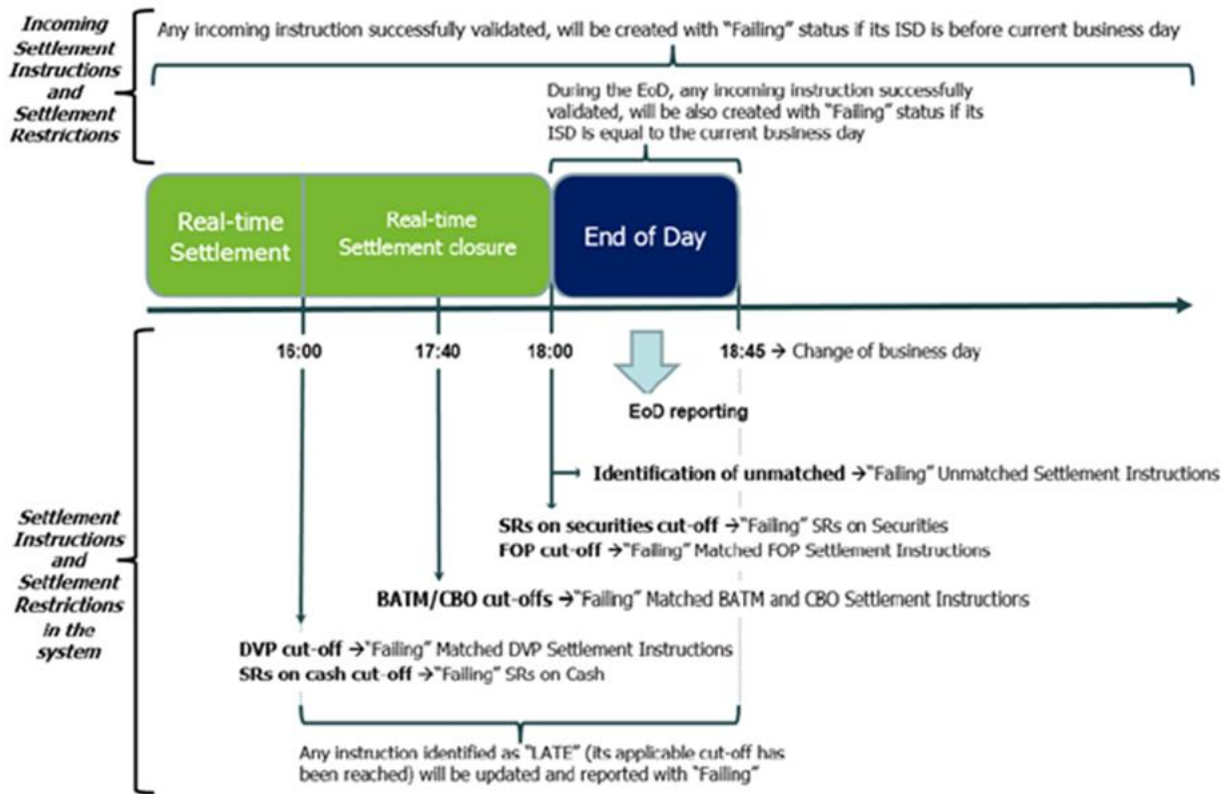 Incoming
Settlement
Instructions
and
Settlement
Restrictions
Any incoming instruction successfully validated, will be created with "Failing" status if its ISD is before current business day
During the EoD, any incoming instruction successfully
validated, will be also created with "Failing" status if its
ISD is equal to the current business day
Real-time
Settlement
Real-time
Settlement closure
End of Day
16:00
17:40
18:00
18:45 → Change of business day
EoD reporting
Identification of unmatched →"Failing" Unmatched Settlement Instructions
SRs on securities cut-off →"Failing" SRs on Securities
FOP cut-off →"Failing" Matched FOP Settlement Instructions
BATM/CBO cut-offs →"Failing" Matched BATM and CBO Settlement Instructions
DVP cut-off →"Failing" Matched DVP Settlement Instructions
SRs on cash cut-off →"Failing" SRs on Cash
Settlement
Instructions
and
Settlement
Restrictions
in the
system
Any instruction identified as "LATE" (its applicable cut-off has
been reached) will be updated and reported with "Failing"